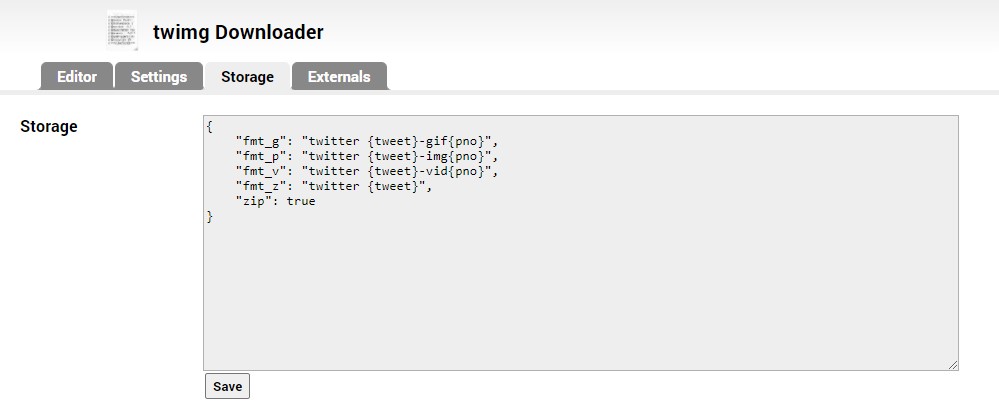 twimg Downloader
Editor Settings Storage Externals
Storage
{
    "fmt_g": "twitter {tweet}-gif{pno}",
    "fmt_p": "twitter {tweet}-img{pno}",
    "fmt_v": "twitter {tweet}-vid{pno}",
    "fmt_z": "twitter {tweet}",
    "zip": true
}
Save